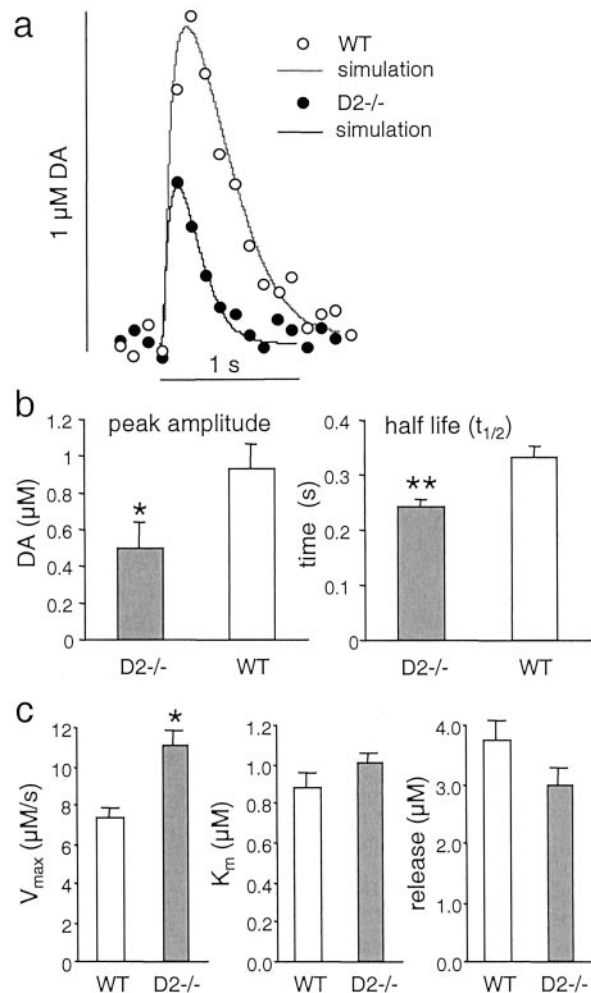 a
WT
simulation
D2-/-
simulation
1 µM DA
1 s
b
peak amplitude
DA (µM)
1.2
1
0.8
0.6
0.4
0.2
0
*
D2-/-
WT
half life (t1/2)
time (s)
0.4
0.3
0.2
0.1
0
**
D2-/-
WT
c
Vmax (µM/s)
12
10
8
6
4
2
0
*
WT
D2-/-
Km (µM)
1.2
1.0
0.8
0.6
0.4
0.2
0.0
WT
D2-/-
release (µM)
4.0
3.0
2.0
1.0
0.0
WT
D2-/-